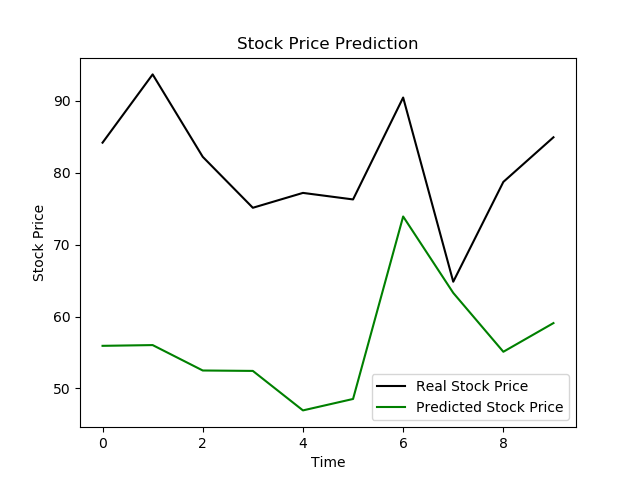 Stock Price Prediction
Stock Price
90
80
70
60
50
0 2 4 6 8
Time
Real Stock Price
Predicted Stock Price